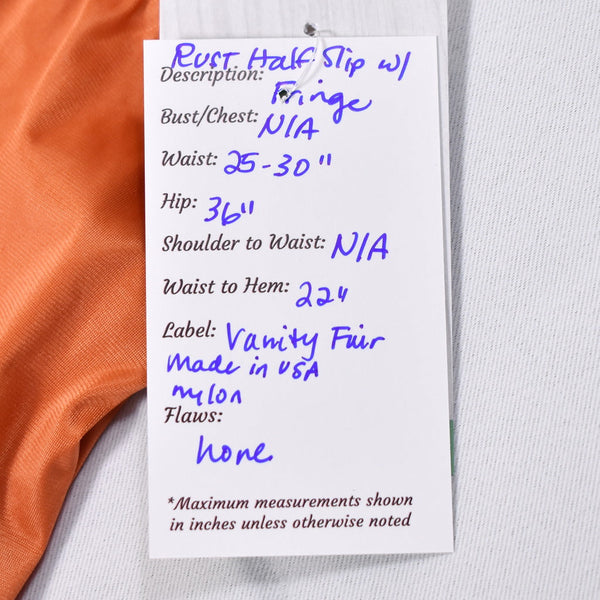 Rust Half Slip w/
Description: Fringe
Bust/Chest: N/A
Waist: 25-30"
Hip: 36"
Shoulder to Waist: N/A
Waist to Hem: 22"
Label: Vanity Fair
Made in USA
nylon
Flaws:
none
*Maximum measurements shown
in inches unless otherwise noted